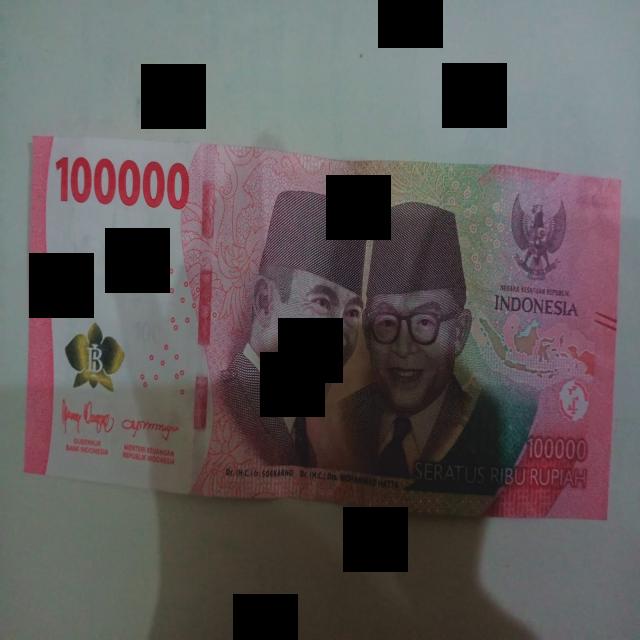 100000
NEGARA KESATUAN REPUBLIK
INDONESIA
GUBERNUR
BANK INDONESIA
MENTERI KEUANGAN
REPUBLIK INDONESIA
Dr. (H.C.) Ir. SOEKARNO Dr. (H.C.) Drs. MOHAMMAD HATTA
100000
SERATUS RIBU RUPIAH